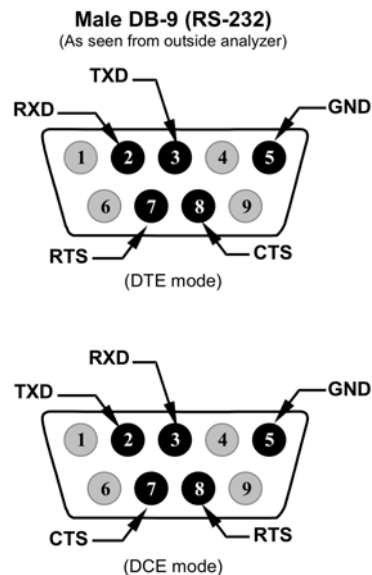 Male DB-9 (RS-232)
(As seen from outside analyzer)
TXD
RXD
GND
1 2 3 4 5
6 7 8 9
RTS
CTS
(DTE mode)
RXD
TXD
GND
1 2 3 4 5
6 7 8 9
CTS
RTS
(DCE mode)